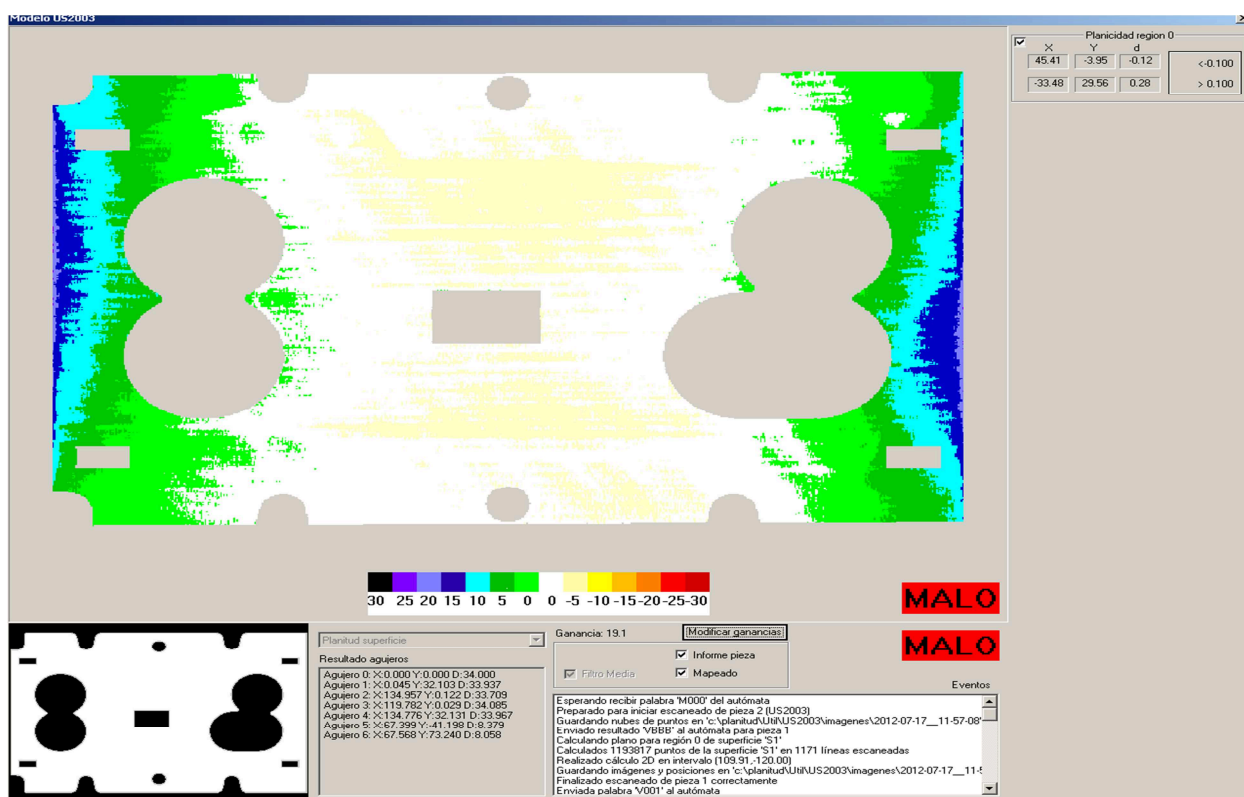 Modelo US2003
Planicidad region 0
X Y d
45.41 -3.95 -0.12 <-0.100
-33.48 29.56 0.28 > 0.100
30 25 20 15 10 5 0 0 -5 -10 -15 -20 -25 -30
MALO
Planitud superficie
Resultado agujeros
Agujero 0: X:0.000 Y:0.000 D:34.000
Agujero 1: X:0.045 Y:32.103 D:33.937
Agujero 2: X:134.957 Y:0.122 D:33.709
Agujero 3: X:119.782 Y:0.029 D:34.085
Agujero 4: X:134.776 Y:32.131 D:33.967
Agujero 5: X:67.399 Y:-41.198 D:8.379
Agujero 6: X:67.568 Y:73.240 D:8.058
Ganancia: 19.1 Modificar ganancias
Informe pieza
Filtro Media Mapeado
MALO
Eventos
Esperando recibir palabra 'M000' del autómata
Preparado para iniciar escaneado de pieza 2 (US2003)
Guardando nubes de puntos en 'c:\planitud\Util\US2003\imagenes\2012-07-17__11-57-08'
Enviado resultado 'VBBB' al autómata para pieza 1
Calculando plano para región 0 de superficie 'S1'
Calculados 1193817 puntos de la superficie 'S1' en 1171 líneas escaneadas
Realizado cálculo 2D en intervalo (109.91,-120.00)
Guardando imágenes y posiciones en 'c:\planitud\Util\US2003\imagenes\2012-07-17__11-5
Finalizado escaneado de pieza 1 correctamente
Enviada palabra 'V001' al autómata